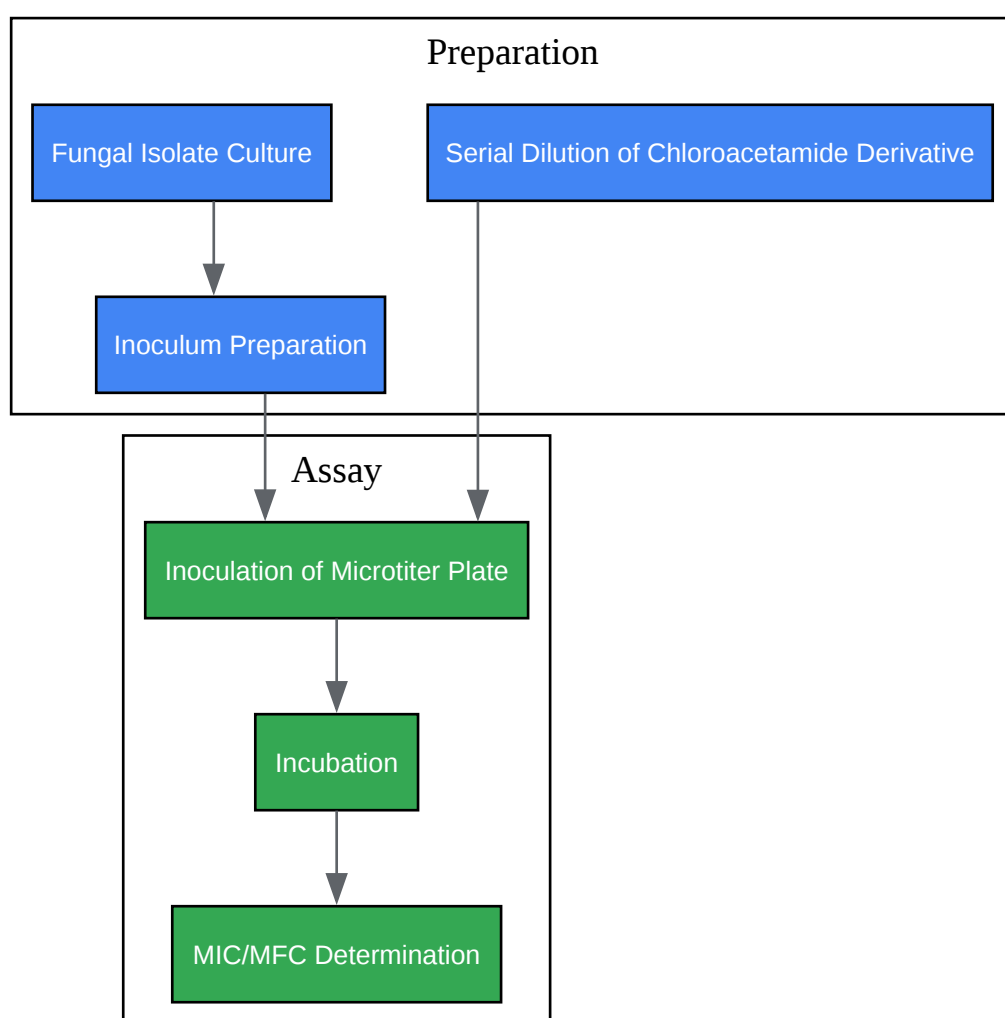 Preparation
Fungal Isolate Culture
Serial Dilution of Chloroacetamide Derivative
Inoculum Preparation
Assay
Inoculation of Microtiter Plate
Incubation
MIC/MFC Determination